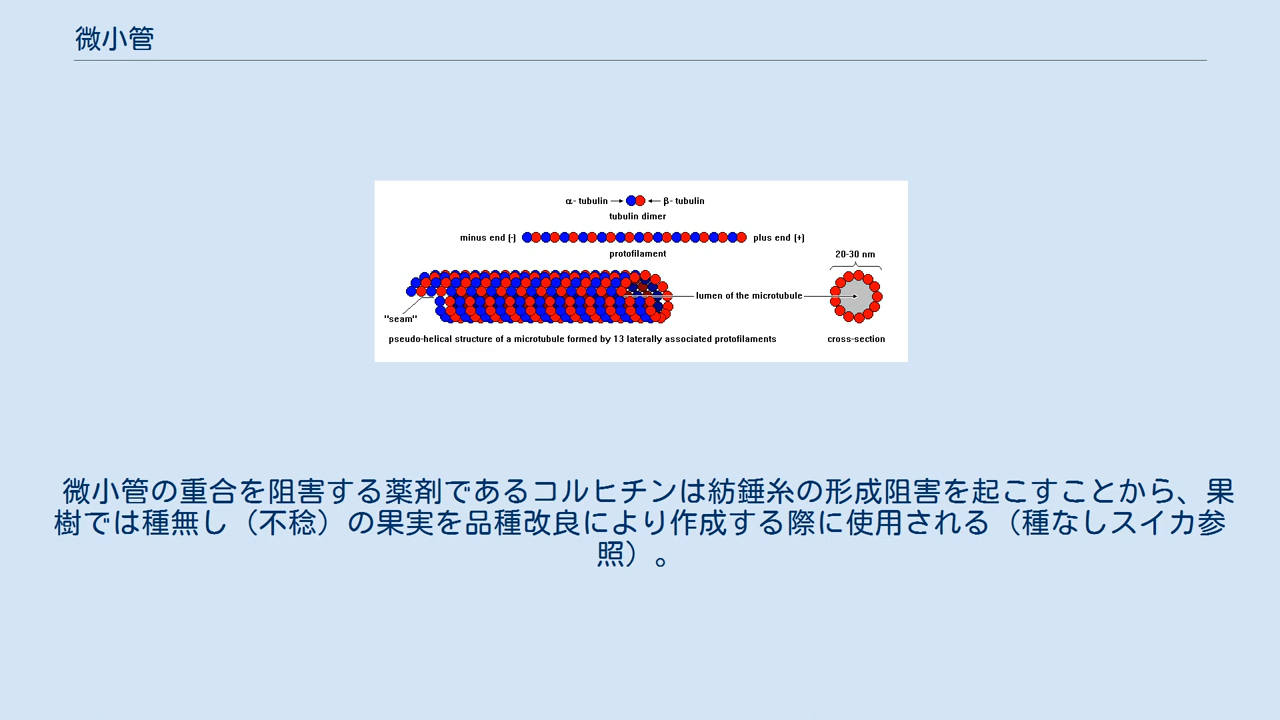 微小管
α- tubulin
β- tubulin
tubulin dimer
minus end (-)
plus end (+)
protofilament
20-30 nm
lumen of the microtubule
"seam"
pseudo-helical structure of a microtubule formed by 13 laterally associated protofilaments
cross-section
微小管の重合を阻害する薬剤であるコルヒチンは紡錘糸の形成阻害を起こすことから、果
樹では種無し（不稔）の果実を品種改良により作成する際に使用される（種なしスイカ参
照）。